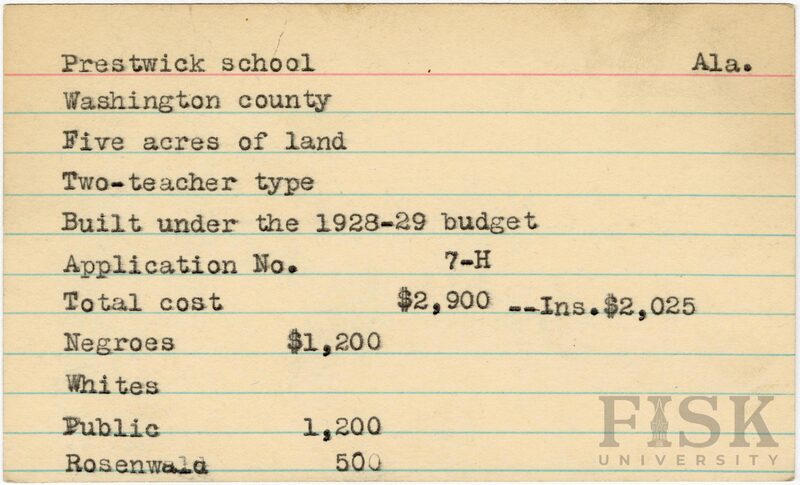 Prestwick school Ala.
Washington county
Five acres of land
Two-teacher type
Built under the 1928-29 budget
Application No. 7-H
Total cost $2,900 --Ins.$2,025
Negroes $1,200
Whites
Public 1,200
Rosenwald 500
FISK
UNIVERSITY